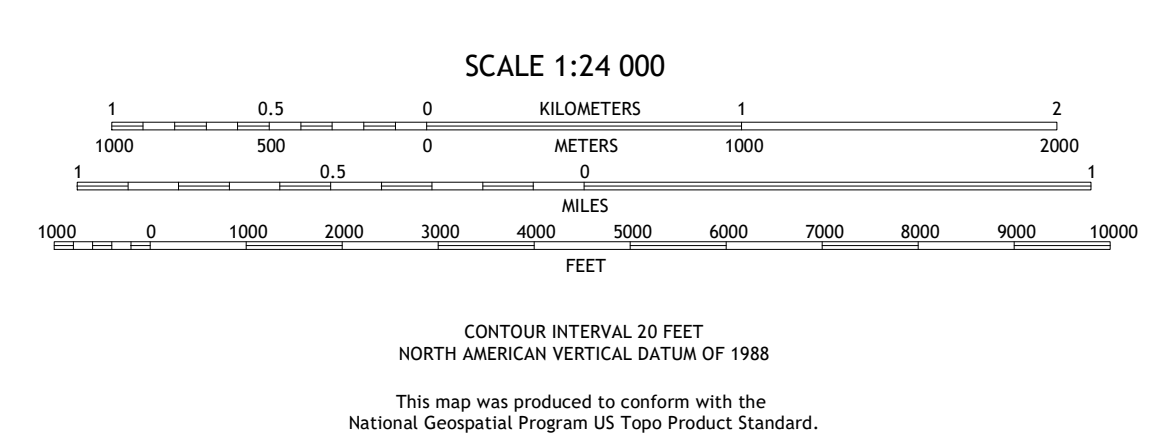 SCALE 1:24 000
1 0.5 0 KILOMETERS 1 2
1000 500 0 METERS 1000 2000
1 0.5 0 1
MILES
1000 0 1000 2000 3000 4000 5000 6000 7000 8000 9000 10000
FEET
CONTOUR INTERVAL 20 FEET
NORTH AMERICAN VERTICAL DATUM OF 1988
This map was produced to conform with the
National Geospatial Program US Topo Product Standard.